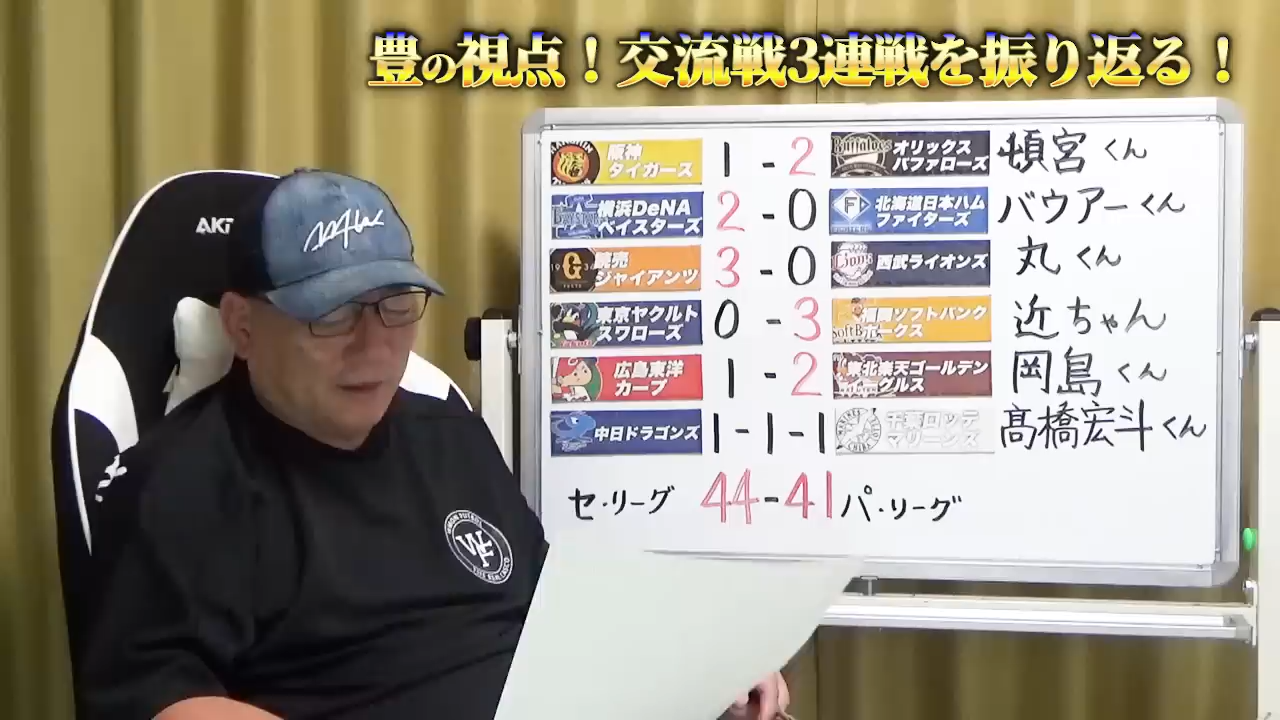 豊の視点！交流戦3連戦を振り返る！
阪神タイガース 1 - 2 オリックスバファローズ 頓宮くん
横浜DeNAベイスターズ 2 - 0 北海道日本ハムファイターズ バウアーくん
読売ジャイアンツ 3 - 0 西武ライオンズ 丸くん
東京ヤクルトスワローズ 0 - 3 福岡ソフトバンクホークス 近ちゃん
広島東洋カープ 1 - 2 東北楽天ゴールデン グルス 岡島くん
中日ドラゴンズ 1 - 1 - 1 千葉ロッテマリーンズ 髙橋宏斗くん
セ・リーグ 44 - 41 パ・リーグ